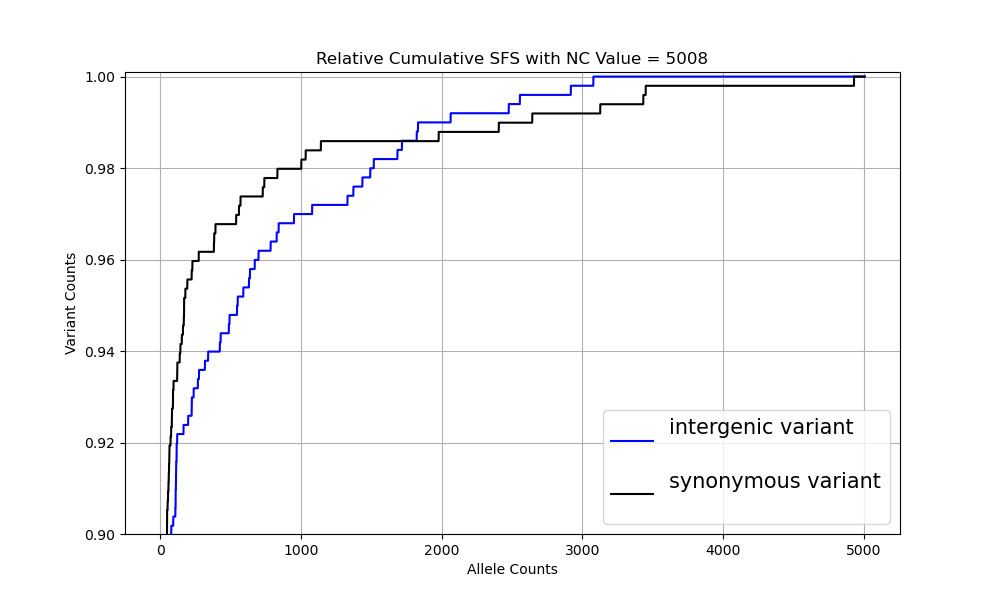 Relative Cumulative SFS with NC Value = 5008
1.00
0.98
0.96
0.94
0.92
0.90
Variant Counts
intergenic variant
synonymous variant
0 1000 2000 3000 4000 5000
Allele Counts